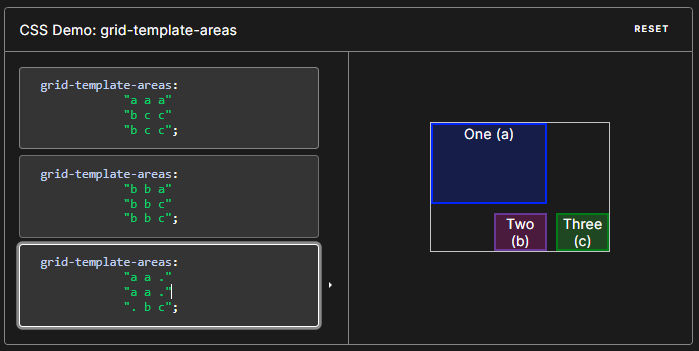 CSS Demo: grid-template-areas
RESET
grid-template-areas:
"a a a"
"b c c"
"b c c";
grid-template-areas:
"b b a"
"b b c"
"b b c";
grid-template-areas:
"a a ."
"a a ."
". b c";
One (a)
Two
(b)
Three
(c)